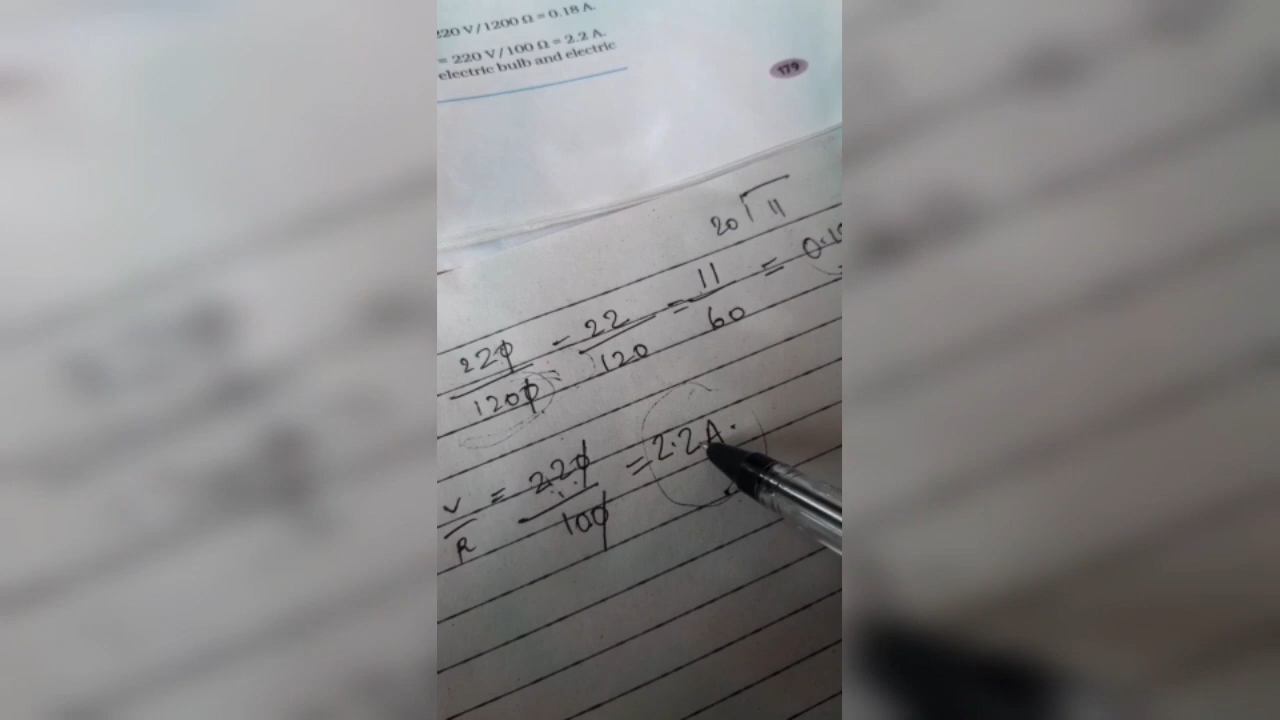 220 V/1200 Ω = 0.18 A.
= 220 V/100 Ω = 2.2 A.
electric bulb and electric
179
20 √11
220/1200 = 22/120 = 11/60 = 0.1
V/R = 220/100 = 2.2 A.